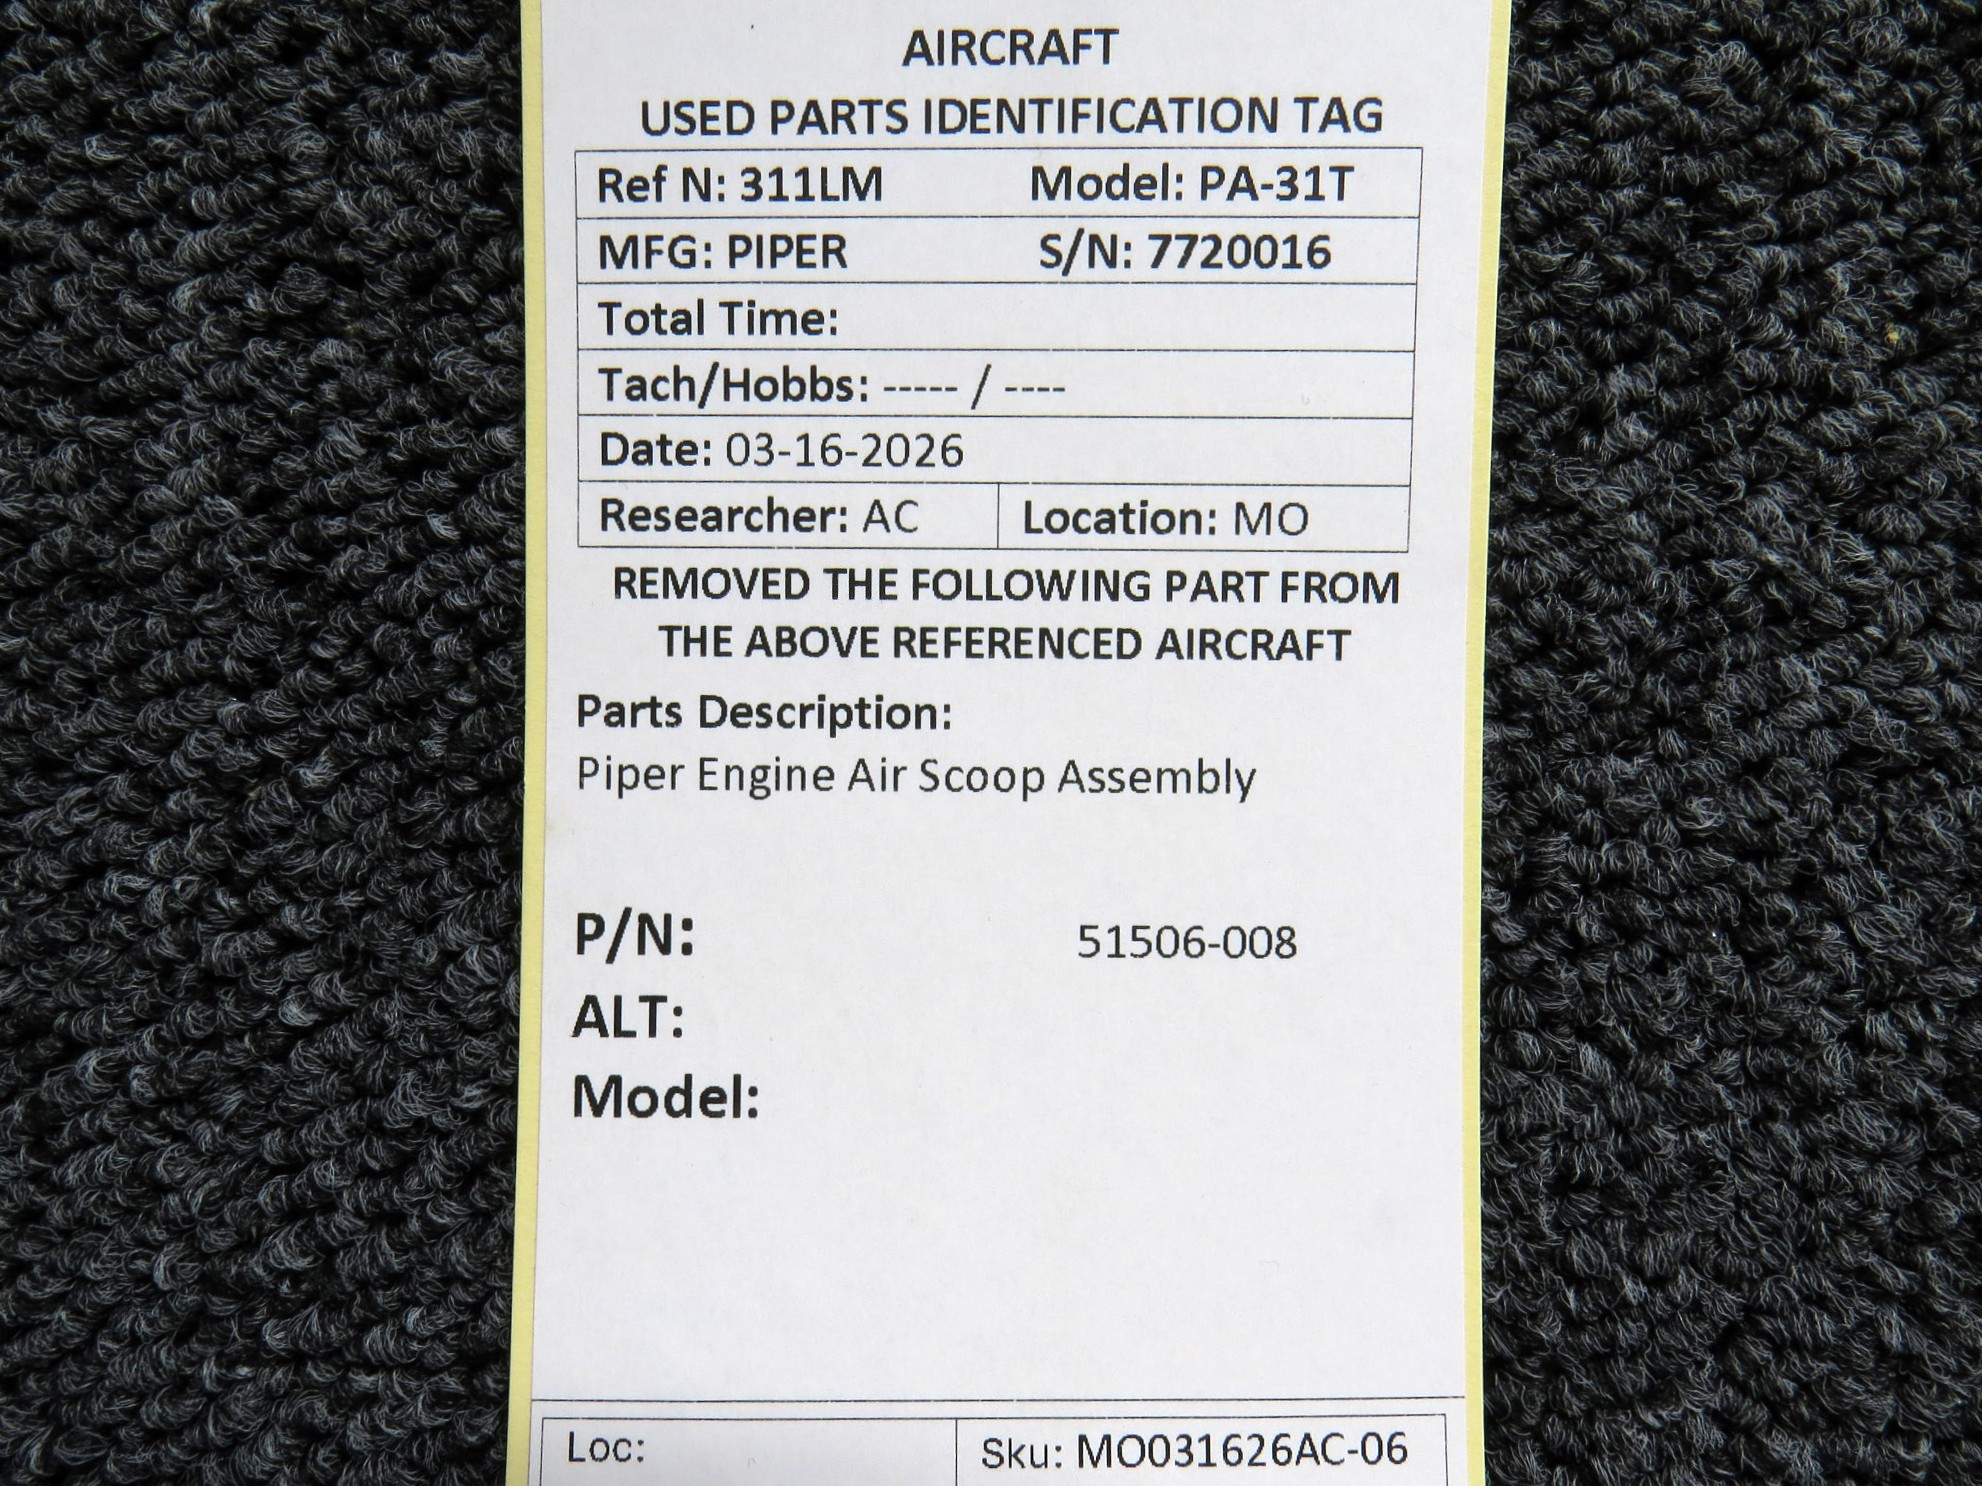 AIRCRAFT
USED PARTS IDENTIFICATION TAG
Ref N: 311LM Model: PA-31T
MFG: PIPER S/N: 7720016
Total Time:
Tach/Hobbs: ----- / ----
Date: 03-16-2026
Researcher: AC Location: MO
REMOVED THE FOLLOWING PART FROM
THE ABOVE REFERENCED AIRCRAFT
Parts Description:
Piper Engine Air Scoop Assembly
P/N: 51506-008
ALT:
Model:
Loc: Sku: MO031626AC-06